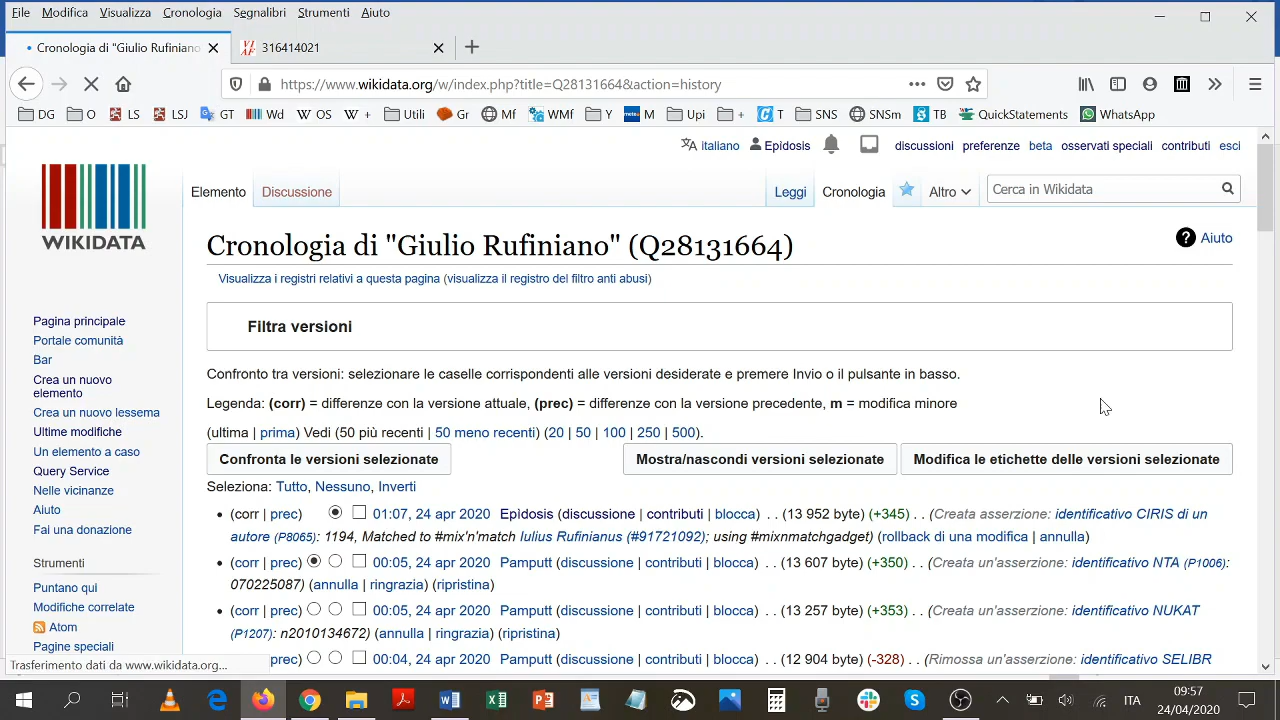 File Modifica Visualizza Cronologia Segnalibri Strumenti Aiuto
Cronologia di "Giulio Rufiniano
316414021
https://www.wikidata.org/w/index.php?title=Q28131664&action=history
DG O LS LSJ GT Wd OS + Utili Gr Mf WMf Y M Upi + T SNS SNSm TB QuickStatements WhatsApp
italiano Epìdosis discussioni preferenze beta osservati speciali contributi esci
WIKIDATA
Elemento Discussione Leggi Cronologia Altro Cerca in Wikidata
Cronologia di "Giulio Rufiniano" (Q28131664)
Aiuto
Visualizza i registri relativi a questa pagina (visualizza il registro del filtro anti abusi)
Filtra versioni
Confronto tra versioni: selezionare le caselle corrispondenti alle versioni desiderate e premere Invio o il pulsante in basso.
Legenda: (corr) = differenze con la versione attuale, (prec) = differenze con la versione precedente, m = modifica minore
(ultima | prima) Vedi (50 più recenti | 50 meno recenti) (20 | 50 | 100 | 250 | 500).
Confronta le versioni selezionate Mostra/nascondi versioni selezionate Modifica le etichette delle versioni selezionate
Seleziona: Tutto, Nessuno, Inverti
(corr | prec) 01:07, 24 apr 2020 Epìdosis (discussione | contributi | blocca) . . (13 952 byte) (+345) . . (Creata asserzione: identificativo CIRIS di un
autore (P8065): 1194, Matched to #mix'n'match Iulius Rufinianus (#91721092); using #mixnmatchgadget) (rollback di una modifica | annulla)
(corr | prec) 00:05, 24 apr 2020 Pamputt (discussione | contributi | blocca) . . (13 607 byte) (+350) . . (Creata un'asserzione: identificativo NTA (P1006):
070225087) (annulla | ringrazia) (ripristina)
(corr | prec) 00:05, 24 apr 2020 Pamputt (discussione | contributi | blocca) . . (13 257 byte) (+353) . . (Creata un'asserzione: identificativo NUKAT
(P1207): n2010134672) (annulla | ringrazia) (ripristina)
prec) 00:04, 24 apr 2020 Pamputt (discussione | contributi | blocca) . . (12 904 byte) (-328) . . (Rimossa un'asserzione: identificativo SELIBR
Pagina principale
Portale comunità
Bar
Crea un nuovo
elemento
Crea un nuovo lessema
Ultime modifiche
Un elemento a caso
Query Service
Nelle vicinanze
Aiuto
Fai una donazione
Strumenti
Puntano qui
Modifiche correlate
Atom
Pagine speciali
Trasferimento dati da www.wikidata.org...
ITA
09:57
24/04/2020